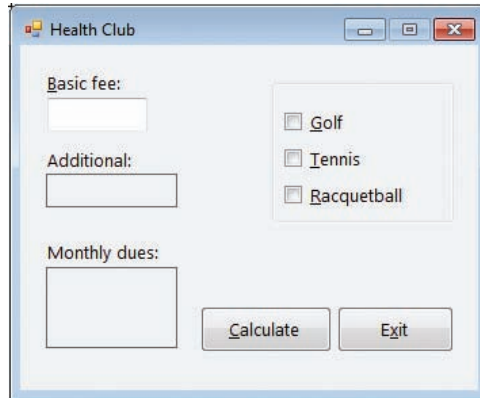 Health Club
Basic fee:
Golf
Additional:
Tennis
Racquetball
Monthly dues:
Calculate
Exit